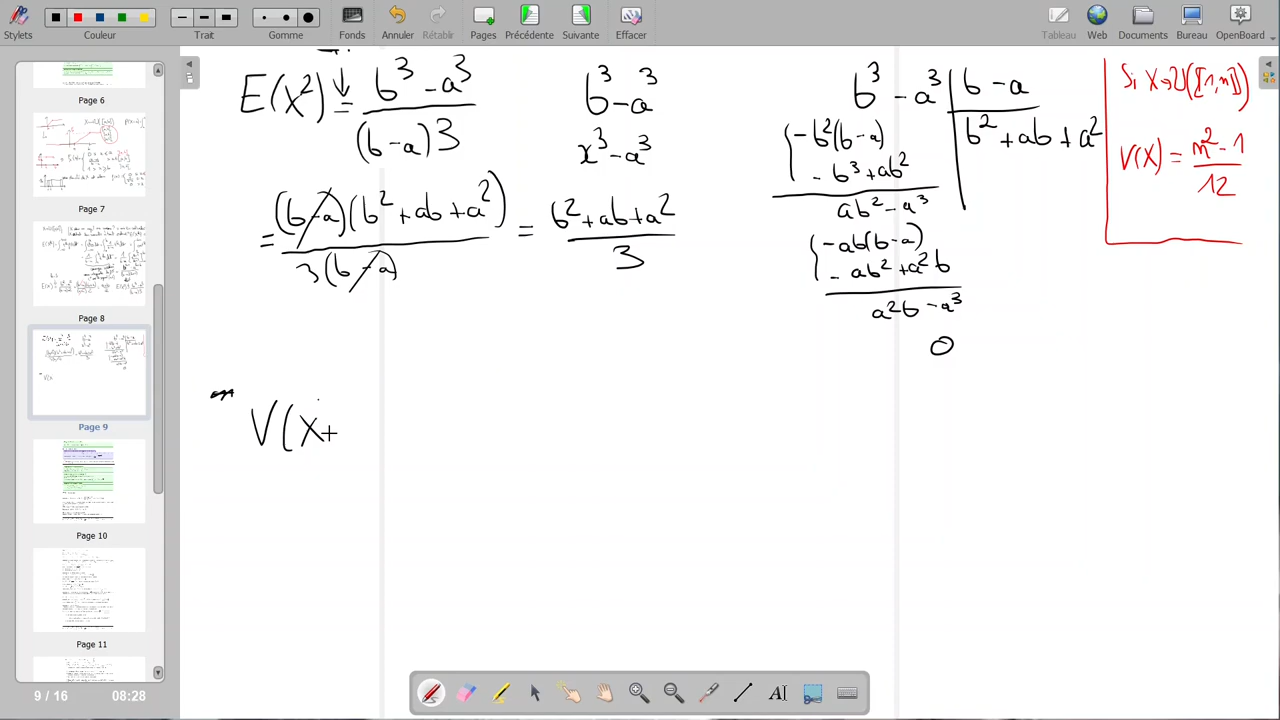 Stylets
Couleur
Trait
Gomme
Fonds
Annuler
Rétablir
Pages
Précédente
Suivante
Effacer
Tableau
Web
Documents
Bureau
OpenBoard
Page 6
Page 7
Page 8
Page 9
Page 10
Page 11
9 / 16
08:28
E(X²) = (b³ - a³)/((b-a)3)
= ((b-a)(b² + ab + a²))/(3(b-a)) = (b² + ab + a²)/3
b³ - a³
x³ - a³
b³ - a³ | b - a
b² + ab + a²
- b²(b-a)
- b³ + ab²
ab² - a³
- ab(b-a)
- ab² + a²b
a²b - a³
0
Si X ↪ U([[1,n]])
V(X) = (n² - 1)/12
V(X+